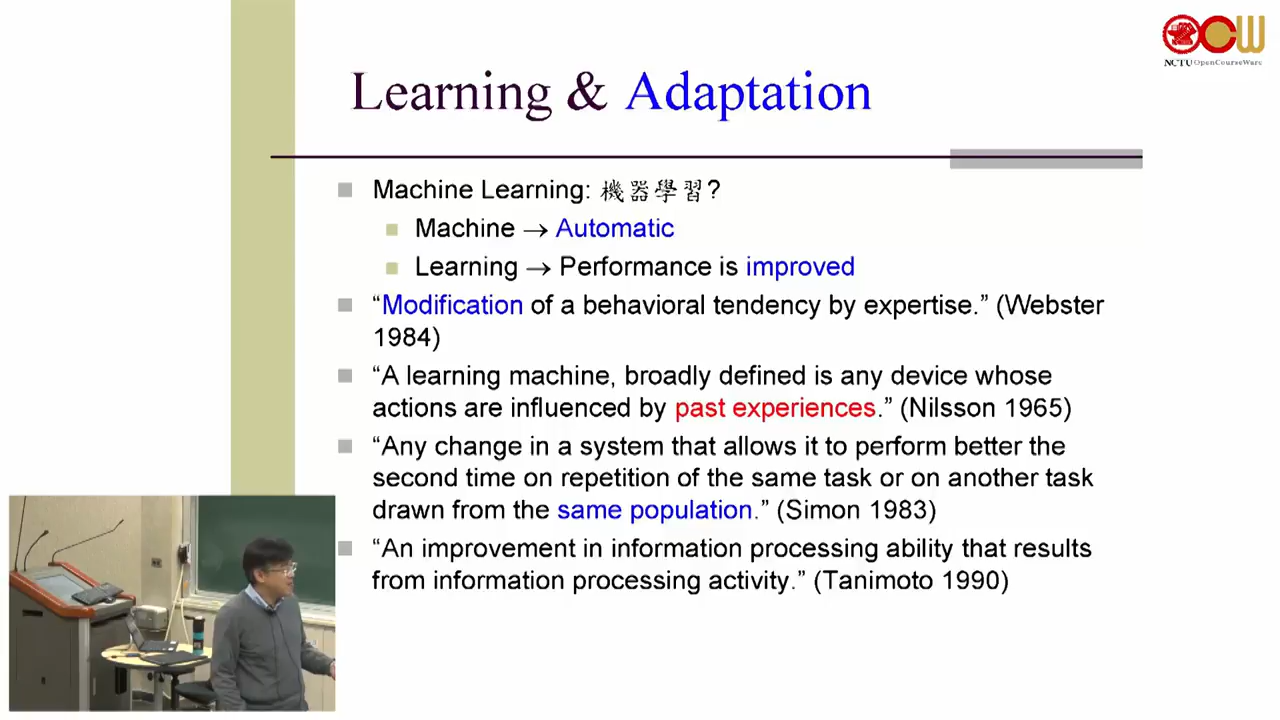 OCW
NCTU OpenCourseWare
Learning & Adaptation
Machine Learning: 機器學習?
Machine → Automatic
Learning → Performance is improved
“Modification of a behavioral tendency by expertise.” (Webster
1984)
“A learning machine, broadly defined is any device whose
actions are influenced by past experiences.” (Nilsson 1965)
“Any change in a system that allows it to perform better the
second time on repetition of the same task or on another task
drawn from the same population.” (Simon 1983)
“An improvement in information processing ability that results
from information processing activity.” (Tanimoto 1990)